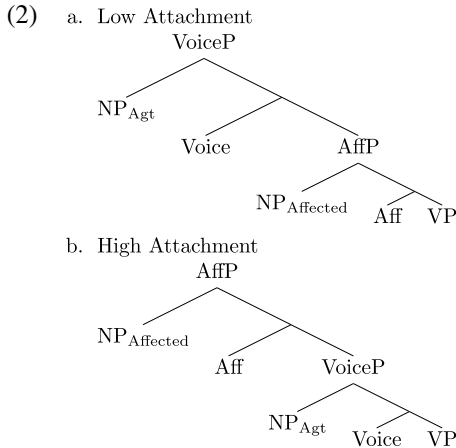 (2) a. Low Attachment
VoiceP
NP_Agt
Voice AffP
NP_Affected
Aff VP
b. High Attachment
AffP
NP_Affected
Aff VoiceP
NP_Agt
Voice VP